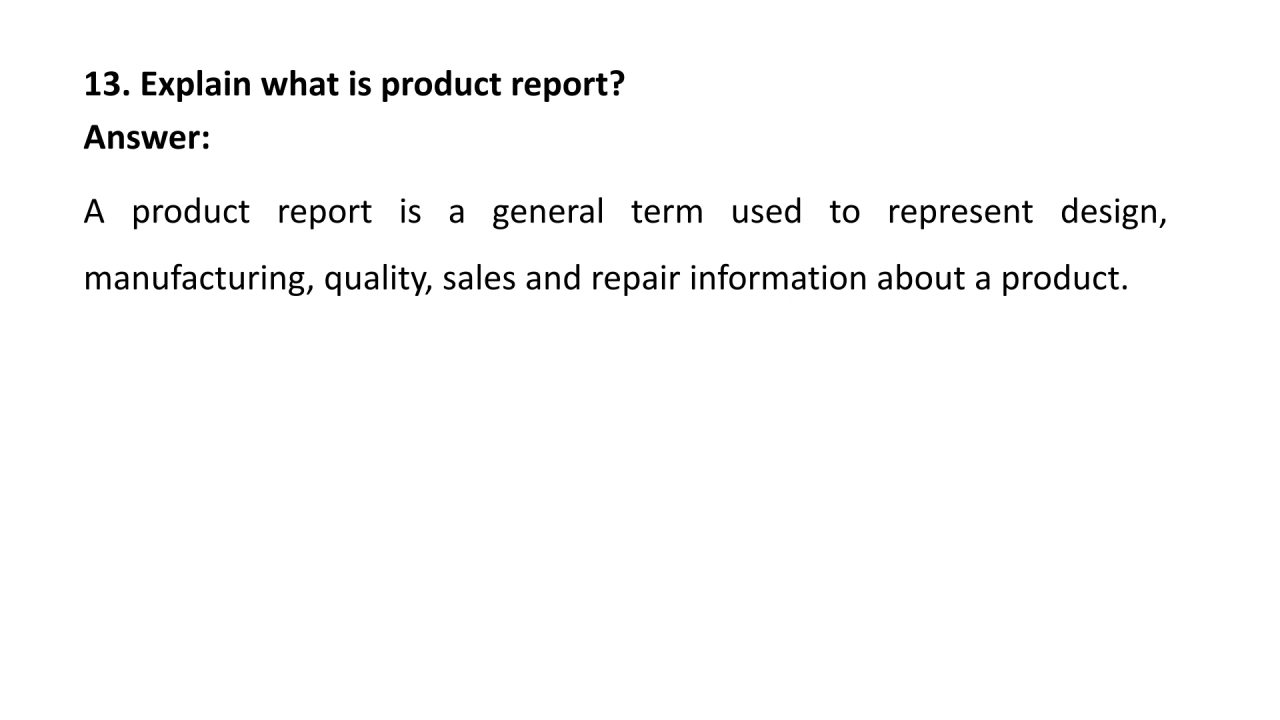 13. Explain what is product report?
Answer:
A product report is a general term used to represent design,
manufacturing, quality, sales and repair information about a product.